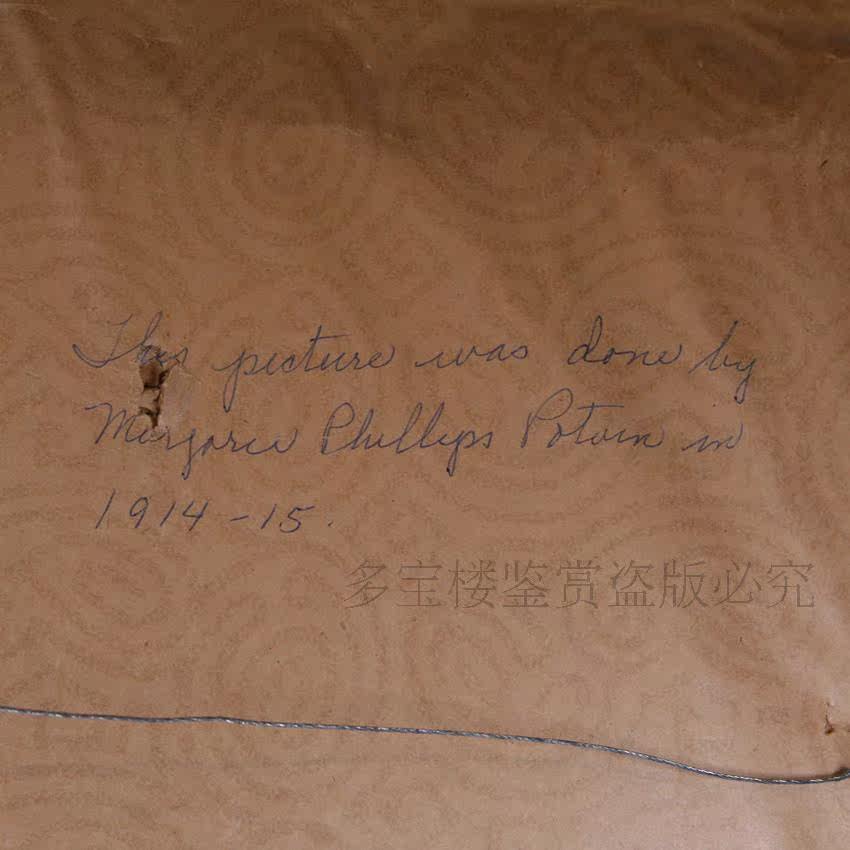 This picture was done by
Marjorie Phillips Potvin in
1914-15.
多宝楼鉴赏盗版必究